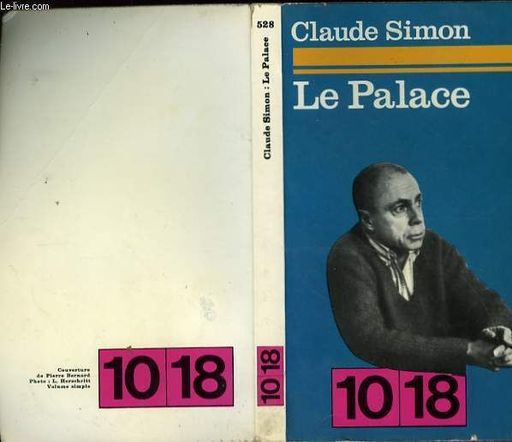 Le-livre.com
Couverture
de Pierre Bernard
Photo : L. Herschritt
Volume simple
10 18
528
Claude Simon : Le Palace
10 18
Claude Simon
Le Palace
10 18